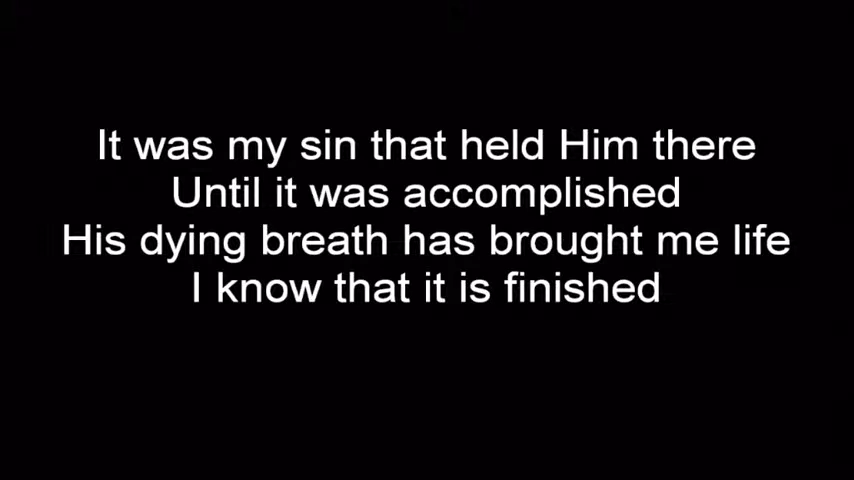 It was my sin that held Him there
Until it was accomplished
His dying breath has brought me life
I know that it is finished